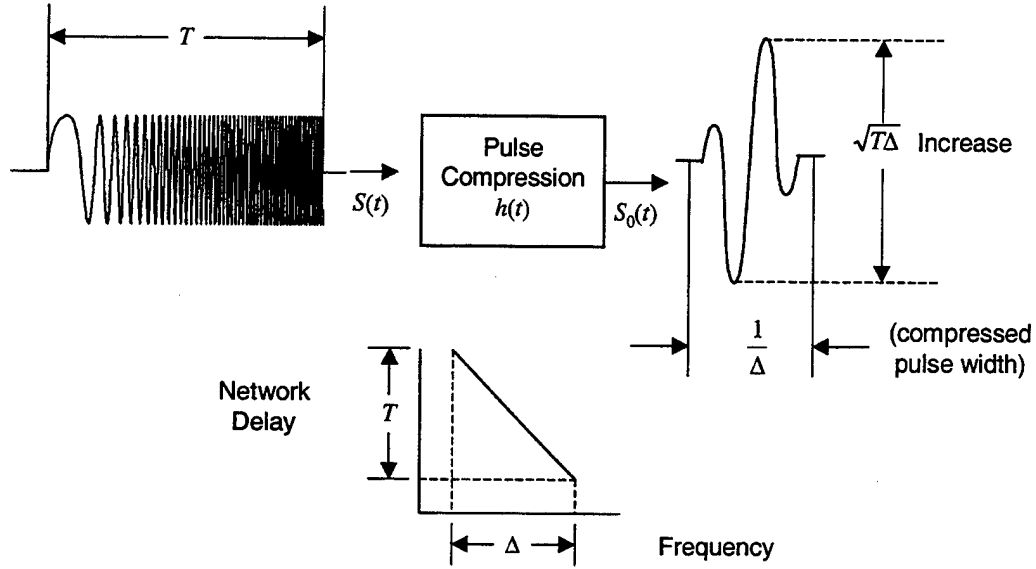 T
S(t)
Pulse
Compression
h(t)
S₀(t)
√TΔ Increase
1
Δ
(compressed
pulse width)
Network
Delay
T
Δ
Frequency